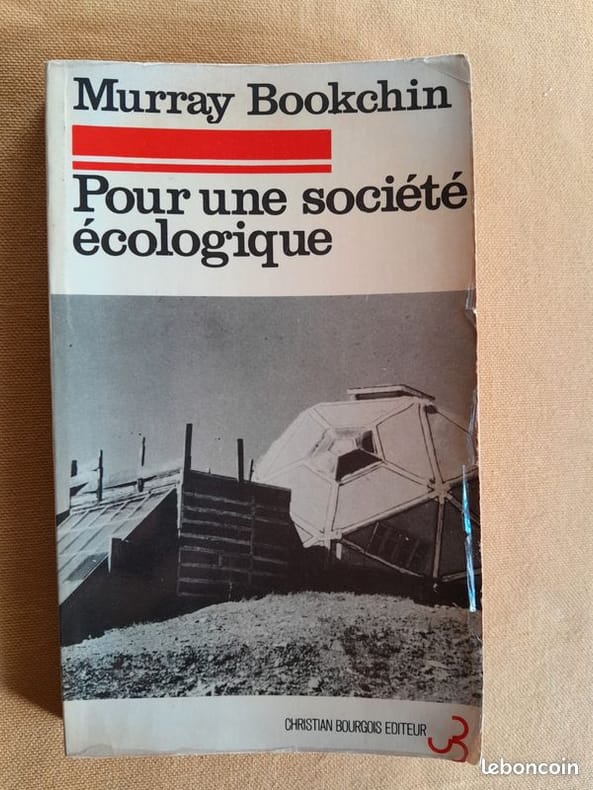 Murray Bookchin
Pour une société
écologique
CHRISTIAN BOURGOIS EDITEUR
leboncoin